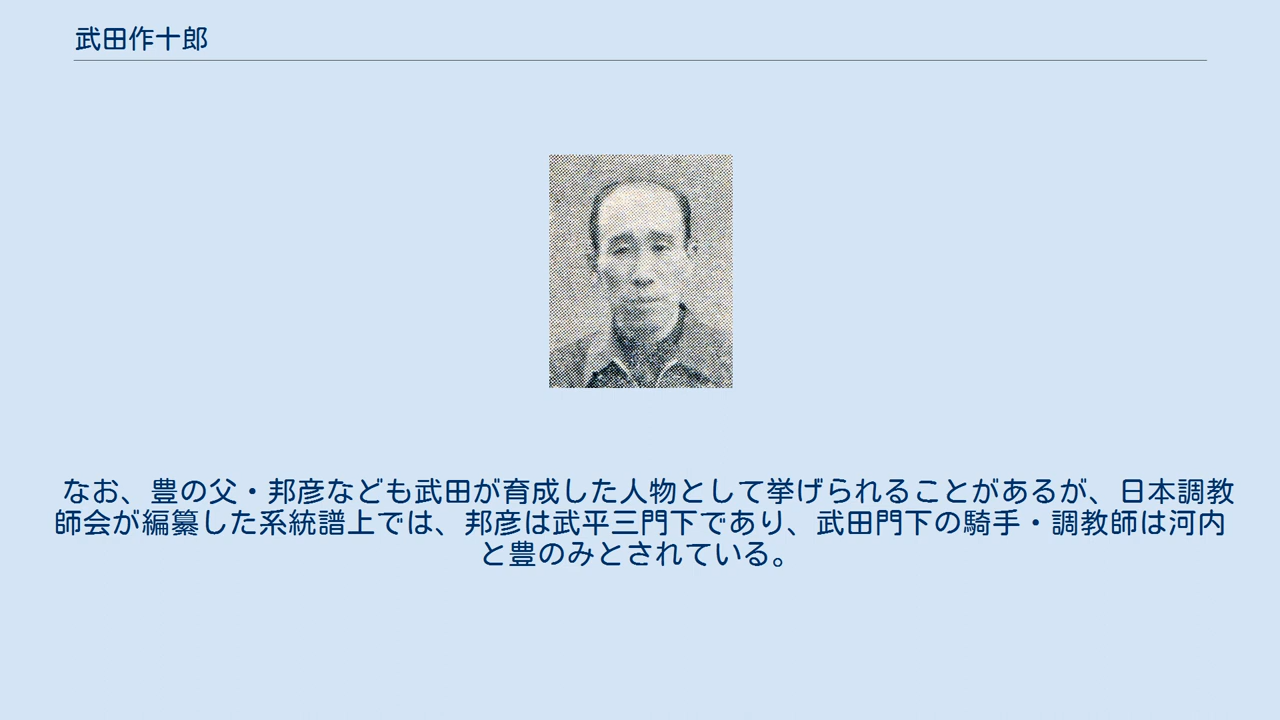 武田作十郎
なお、豊の父・邦彦なども武田が育成した人物として挙げられることがあるが、日本調教
師会が編纂した系統譜上では、邦彦は武平三門下であり、武田門下の騎手・調教師は河内
と豊のみとされている。